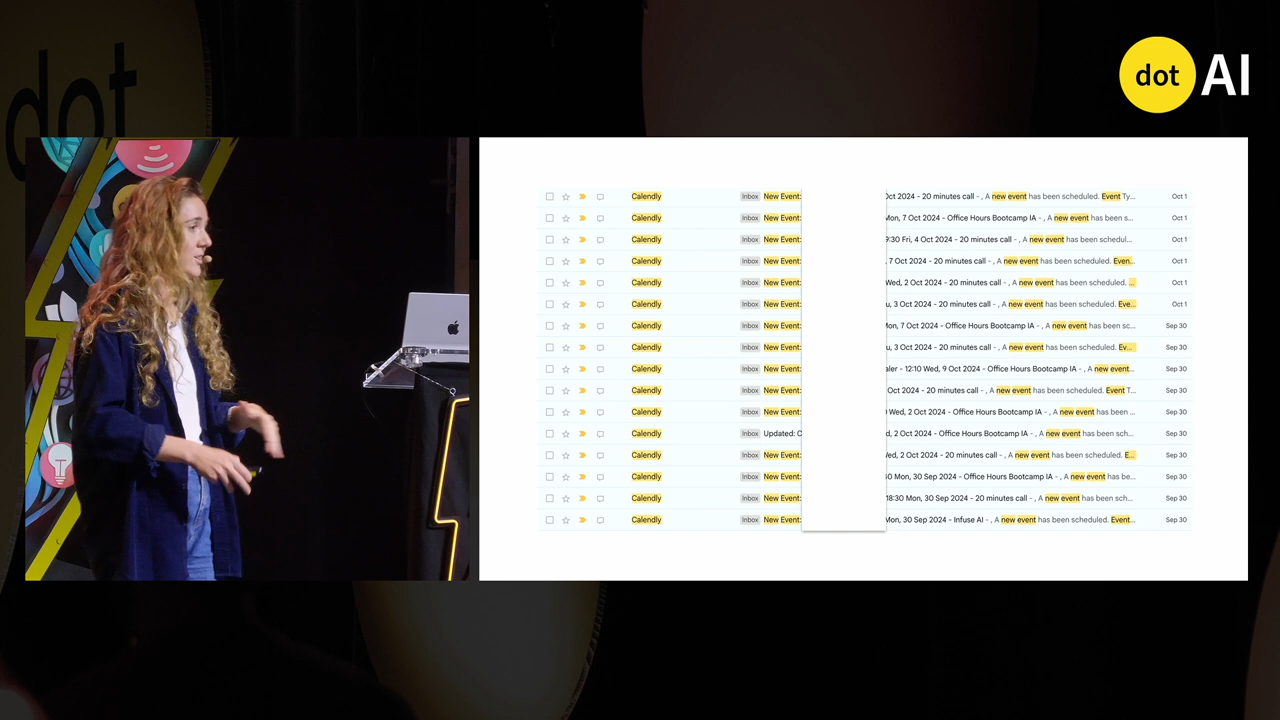 dot
dot AI
Calendly Inbox New Event: Oct 2024 - 20 minutes call - , A new event has been scheduled. Event Ty... Oct 1
Calendly Inbox New Event: Mon, 7 Oct 2024 - Office Hours Bootcamp IA - , A new event has been s... Oct 1
Calendly Inbox New Event: 9:30 Fri, 4 Oct 2024 - 20 minutes call - , A new event has been schedul... Oct 1
Calendly Inbox New Event: , 7 Oct 2024 - 20 minutes call - , A new event has been scheduled. Even... Oct 1
Calendly Inbox New Event: Wed, 2 Oct 2024 - 20 minutes call - , A new event has been scheduled. ... Oct 1
Calendly Inbox New Event: u, 3 Oct 2024 - 20 minutes call - , A new event has been scheduled. Eve... Oct 1
Calendly Inbox New Event: Mon, 7 Oct 2024 - Office Hours Bootcamp IA - , A new event has been sc... Sep 30
Calendly Inbox New Event: u, 3 Oct 2024 - 20 minutes call - , A new event has been scheduled. Ev... Sep 30
Calendly Inbox New Event: aler - 12:10 Wed, 9 Oct 2024 - Office Hours Bootcamp IA - , A new event... Sep 30
Calendly Inbox New Event: Oct 2024 - 20 minutes call - , A new event has been scheduled. Event T... Sep 30
Calendly Inbox New Event: Wed, 2 Oct 2024 - Office Hours Bootcamp IA - , A new event has been ... Sep 30
Calendly Inbox Updated: C d, 2 Oct 2024 - Office Hours Bootcamp IA - , A new event has been sch... Sep 30
Calendly Inbox New Event: Wed, 2 Oct 2024 - 20 minutes call - , A new event has been scheduled. E... Sep 30
Calendly Inbox New Event: 0 Mon, 30 Sep 2024 - Office Hours Bootcamp IA - , A new event has be... Sep 30
Calendly Inbox New Event: 18:30 Mon, 30 Sep 2024 - 20 minutes call - , A new event has been sch... Sep 30
Calendly Inbox New Event: Mon, 30 Sep 2024 - Infuse AI - , A new event has been scheduled. Event... Sep 30